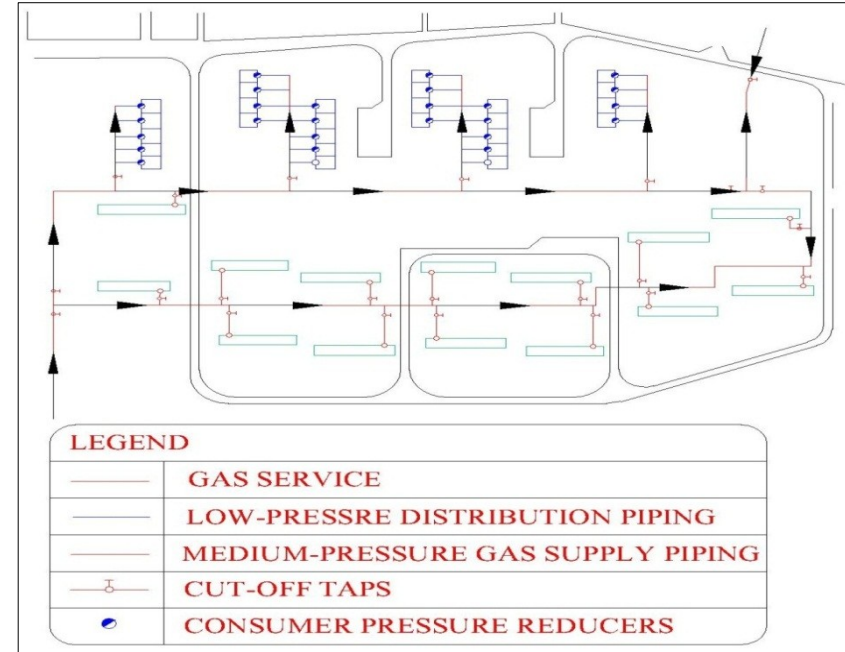 LEGEND
GAS SERVICE
LOW-PRESSRE DISTRIBUTION PIPING
MEDIUM-PRESSURE GAS SUPPLY PIPING
CUT-OFF TAPS
CONSUMER PRESSURE REDUCERS